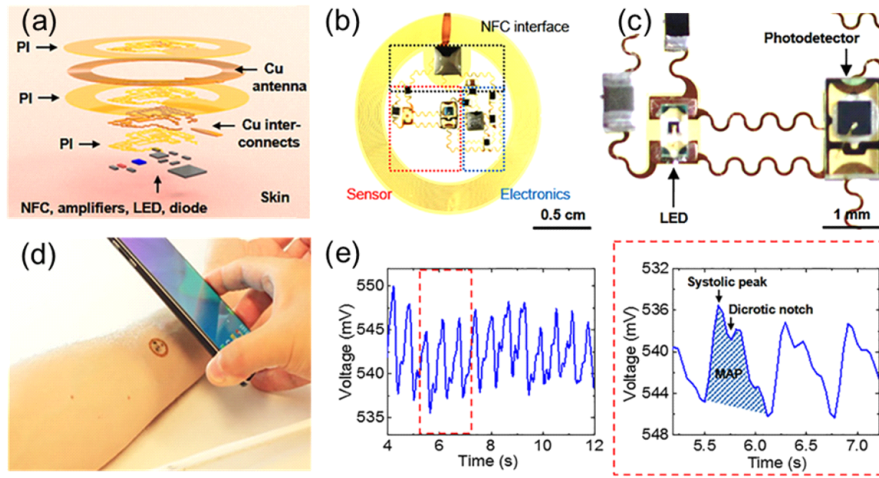 (a)
PI
Cu
antenna
PI
Cu inter-
connects
PI
Skin
NFC, amplifiers, LED, diode
(b)
NFC interface
Sensor
Electronics
0.5 cm
(c)
Photodetector
LED
1 mm
(d)
(e)
Voltage (mV)
550
545
540
535
4 6 8 10 12
Time (s)
Voltage (mV)
532
536
540
544
548
Systolic peak
Dicrotic notch
MAP
5.5 6.0 6.5 7.0
Time (s)